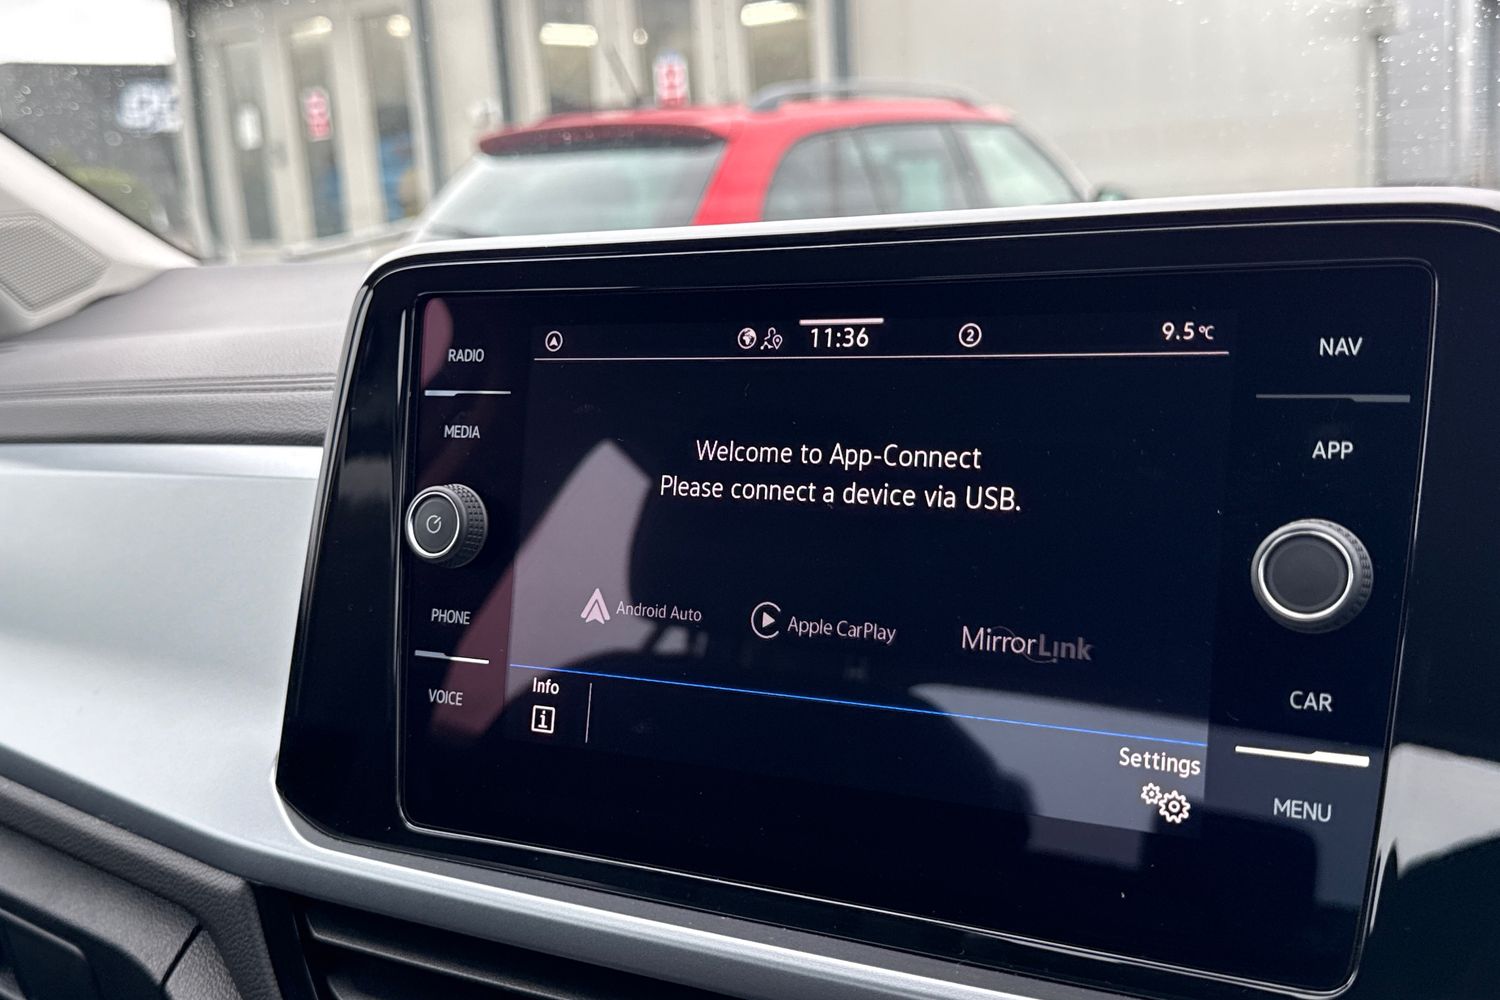 RADIO
MEDIA
PHONE
VOICE
11:36
2
9.5°C
Welcome to App-Connect
Please connect a device via USB.
Android Auto
Apple CarPlay
MirrorLink
Info
i
Settings
NAV
APP
CAR
MENU